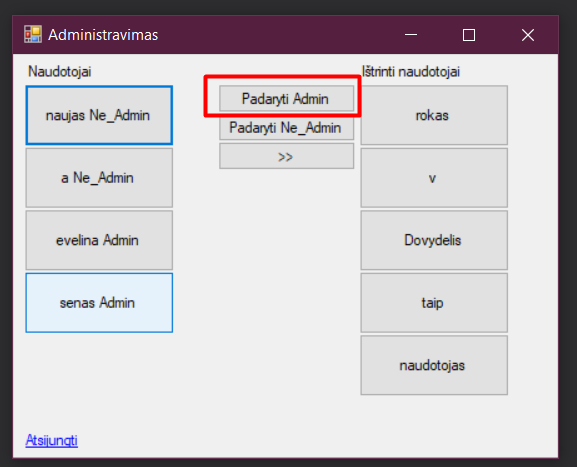 Administravimas
Naudotojai
naujas Ne_Admin
a Ne_Admin
evelina Admin
senas Admin
Padaryti Admin
Padaryti Ne_Admin
>>
Ištrinti naudotojai
rokas
v
Dovydelis
taip
naudotojas
Atsijungti